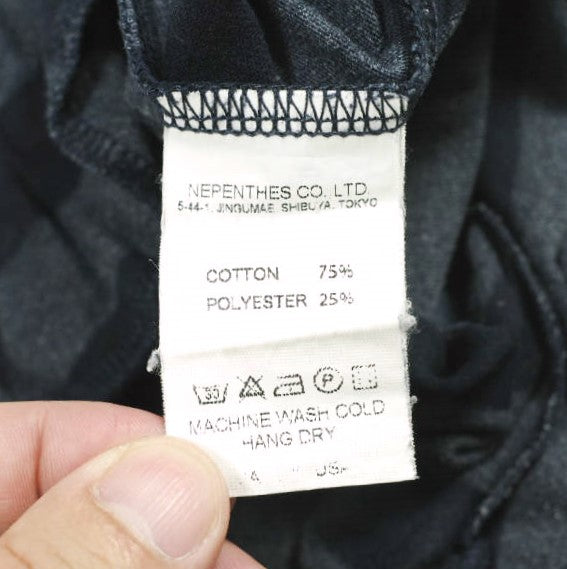 NEPENTHES CO., LTD.
5-44-1, JINGUMAE, SHIBUYA, TOKYO
COTTON 75%
POLYESTER 25%
MACHINE WASH COLD
HANG DRY